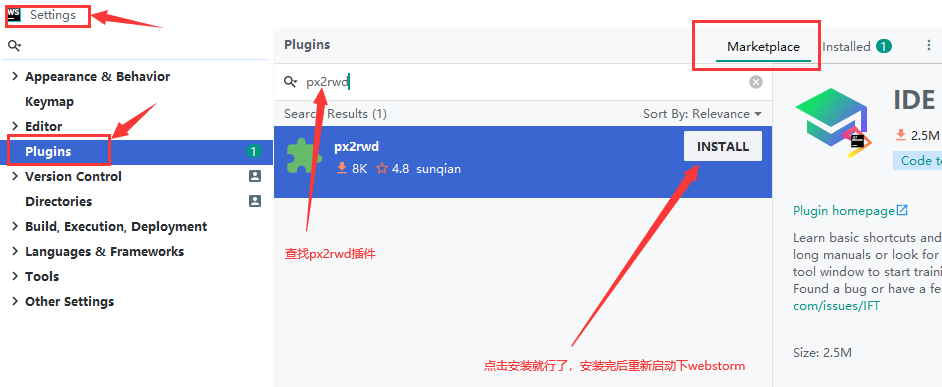 WS Settings
Appearance & Behavior
Keymap
Editor
Plugins 1
Version Control
Directories
Build, Execution, Deployment
Languages & Frameworks
Tools
Other Settings
Plugins Marketplace Installed 1
px2rwd
Search Results (1) Sort By: Relevance
px2rwd
8K 4.8 sunqian
INSTALL
查找px2rwd插件
点击安装就行了，安装完后重新启动下webstorm
IDE
2.5M
Code to
Plugin homepage
Learn basic shortcuts and
long manuals or look for
tool window to start traini
Found a bug or have a fea
com/issues/IFT
Size: 2.5M